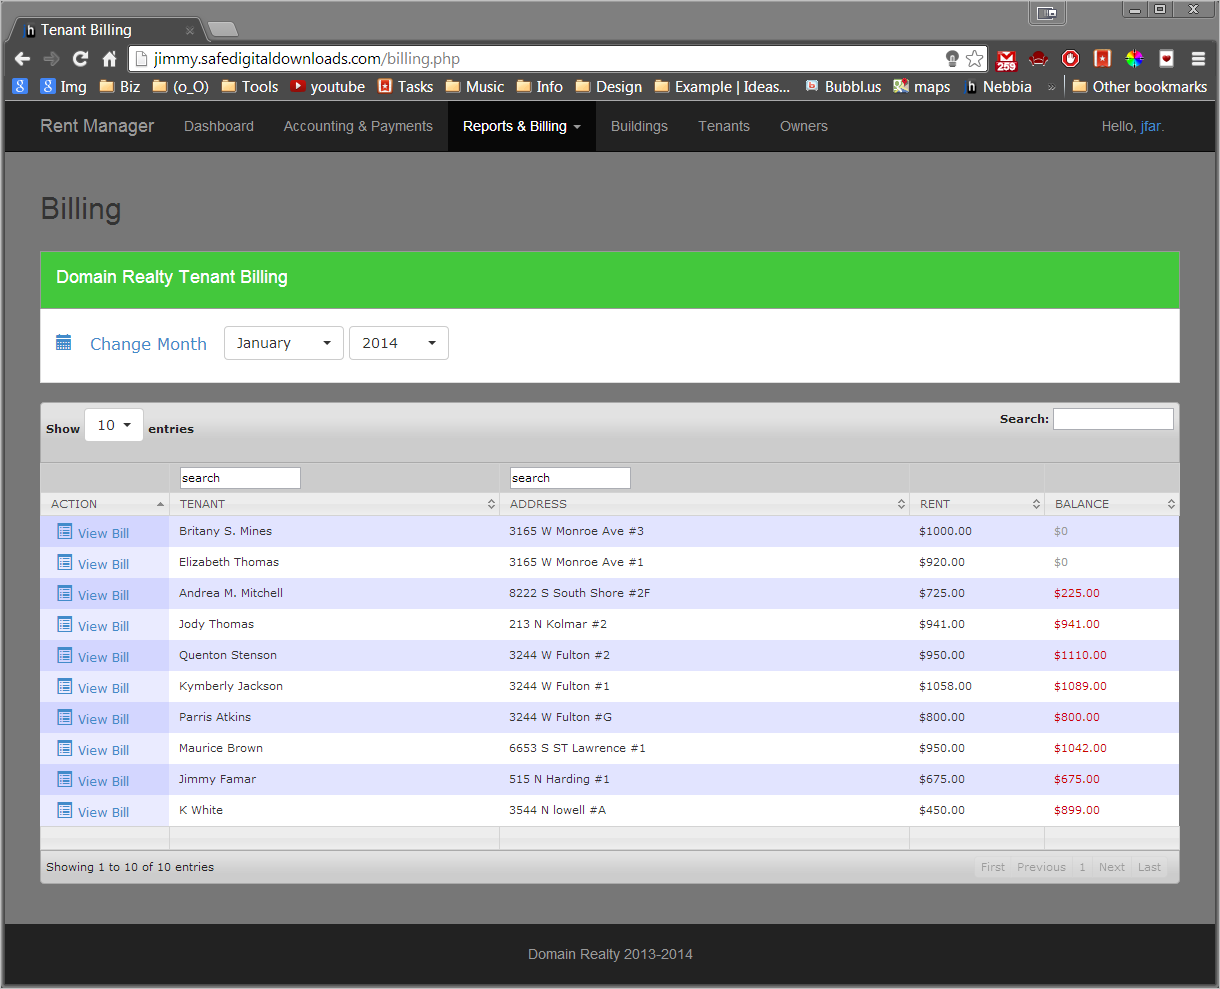 Tenant Billing
jimmy.safedigitaldownloads.com/billing.php
259
8 8 Img Biz (o_O) Tools youtube Tasks Music Info Design Example | Ideas... Bubbl.us maps h Nebbia » Other bookmarks
Rent Manager Dashboard Accounting & Payments Reports & Billing Buildings Tenants Owners Hello, jfar.
Billing
Domain Realty Tenant Billing
Change Month January 2014
Show 10 entries Search:
search search
ACTION TENANT ADDRESS RENT BALANCE
View Bill Britany S. Mines 3165 W Monroe Ave #3 $1000.00 $0
View Bill Elizabeth Thomas 3165 W Monroe Ave #1 $920.00 $0
View Bill Andrea M. Mitchell 8222 S South Shore #2F $725.00 $225.00
View Bill Jody Thomas 213 N Kolmar #2 $941.00 $941.00
View Bill Quenton Stenson 3244 W Fulton #2 $950.00 $1110.00
View Bill Kymberly Jackson 3244 W Fulton #1 $1058.00 $1089.00
View Bill Parris Atkins 3244 W Fulton #G $800.00 $800.00
View Bill Maurice Brown 6653 S ST Lawrence #1 $950.00 $1042.00
View Bill Jimmy Famar 515 N Harding #1 $675.00 $675.00
View Bill K White 3544 N lowell #A $450.00 $899.00
Showing 1 to 10 of 10 entries First Previous 1 Next Last
Domain Realty 2013-2014